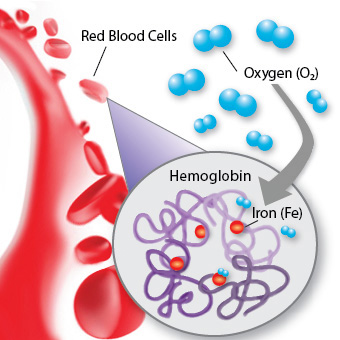 Red Blood Cells
Oxygen (O₂)
Hemoglobin
Iron (Fe)